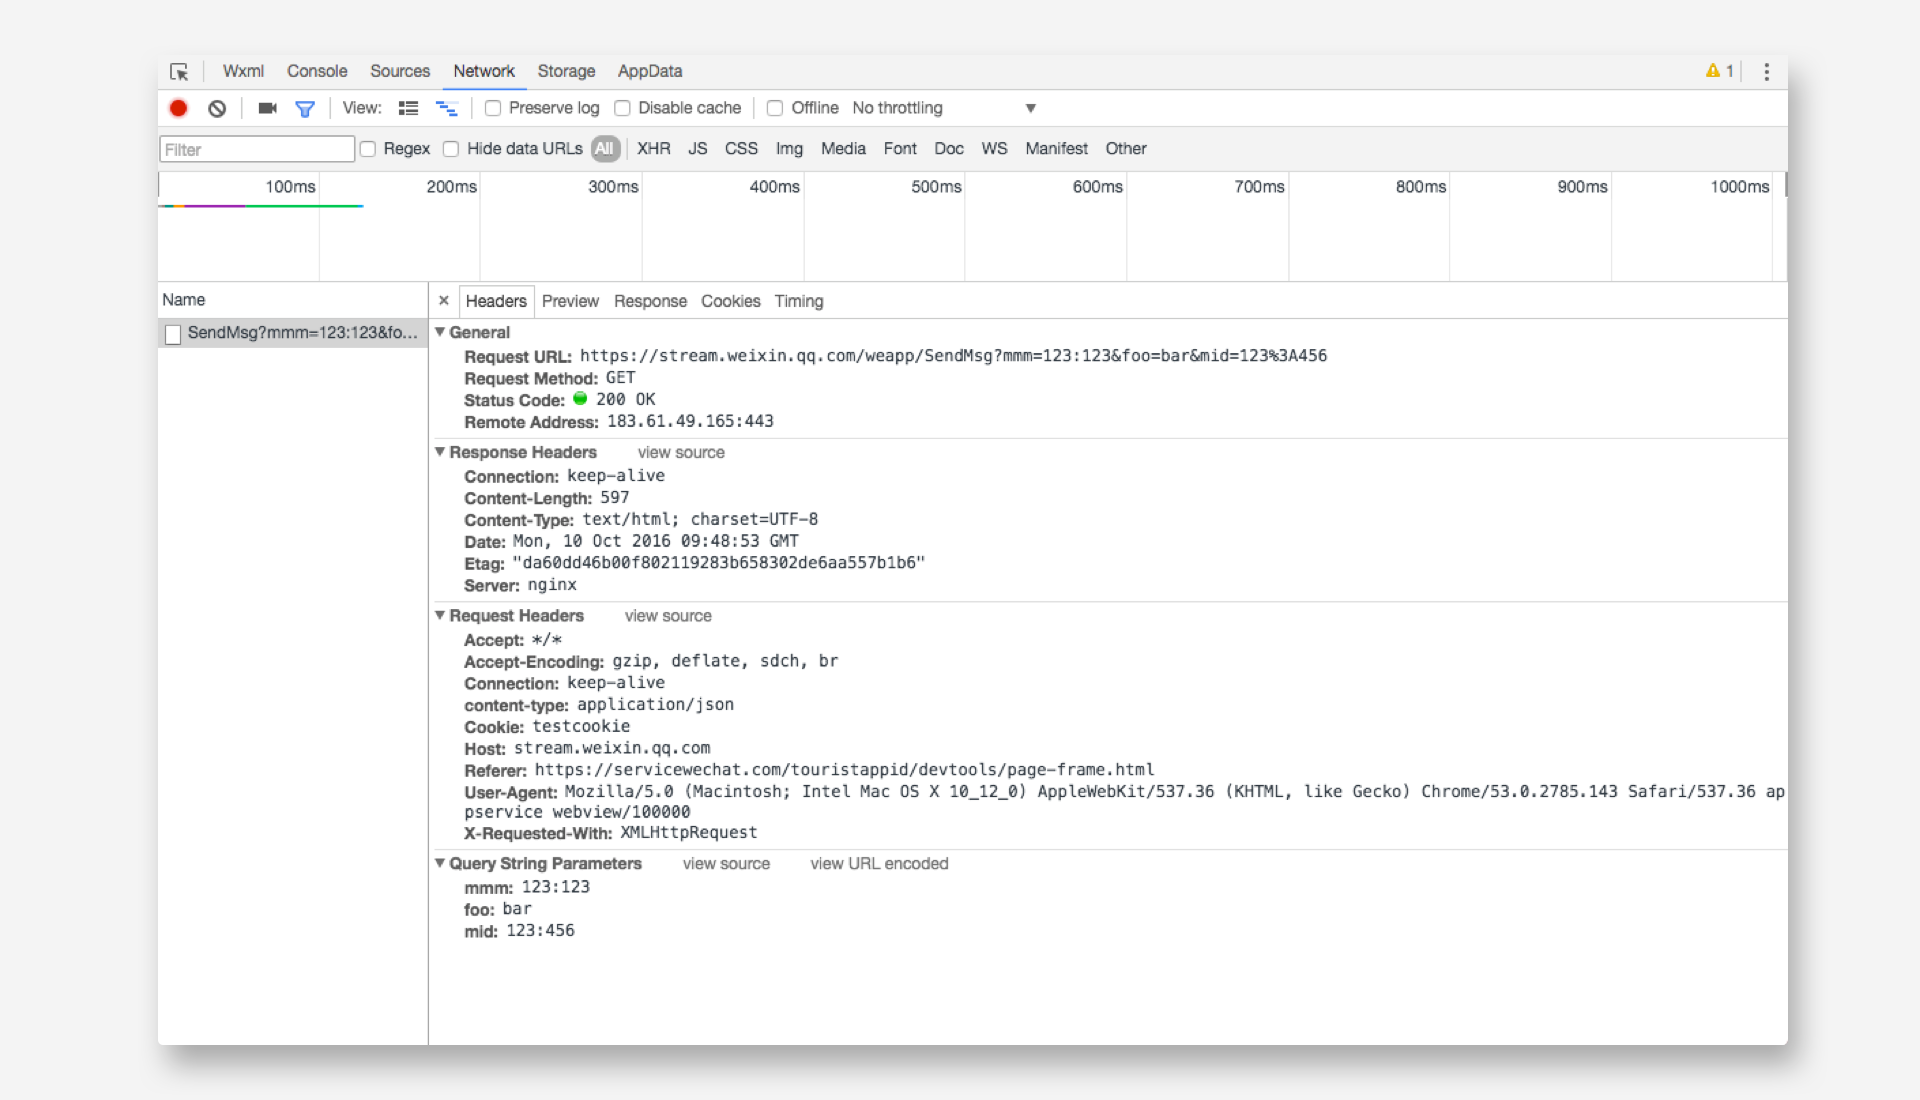 Wxml Console Sources Network Storage AppData 1
View: Preserve log Disable cache Offline No throttling
Filter Regex Hide data URLs All XHR JS CSS Img Media Font Doc WS Manifest Other
100ms 200ms 300ms 400ms 500ms 600ms 700ms 800ms 900ms 1000ms
Name
× Headers Preview Response Cookies Timing
SendMsg?mmm=123:123&fo...
General
Request URL: https://stream.weixin.qq.com/weapp/SendMsg?mmm=123:123&foo=bar&mid=123%3A456
Request Method: GET
Status Code: 200 OK
Remote Address: 183.61.49.165:443
Response Headers view source
Connection: keep-alive
Content-Length: 597
Content-Type: text/html; charset=UTF-8
Date: Mon, 10 Oct 2016 09:48:53 GMT
Etag: "da60dd46b00f802119283b658302de6aa557b1b6"
Server: nginx
Request Headers view source
Accept: */*
Accept-Encoding: gzip, deflate, sdch, br
Connection: keep-alive
content-type: application/json
Cookie: testcookie
Host: stream.weixin.qq.com
Referer: https://servicewechat.com/touristappid/devtools/page-frame.html
User-Agent: Mozilla/5.0 (Macintosh; Intel Mac OS X 10_12_0) AppleWebKit/537.36 (KHTML, like Gecko) Chrome/53.0.2785.143 Safari/537.36 ap
pservice webview/100000
X-Requested-With: XMLHttpRequest
Query String Parameters view source view URL encoded
mmm: 123:123
foo: bar
mid: 123:456